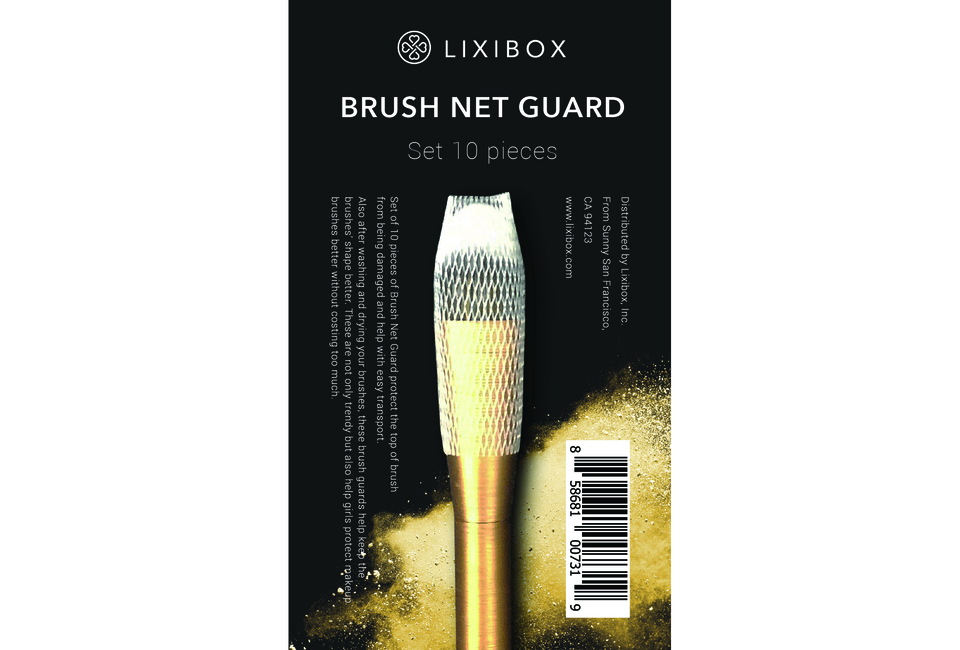 LIXIBOX
BRUSH NET GUARD
Set 10 pieces
Set of 10 pieces of Brush Net Guard protect the top of brush
from being damaged and help with easy transport.
Also after washing and drying your brushes, these brush guards help keep the
brushes' shape better. These are not only trendy but also help girls protect makeup
brushes better without costing too much.
Distributed by Lixibox, Inc.
From Sunny San Francisco,
CA 94123
www.lixibox.com
8 58681 00731 9